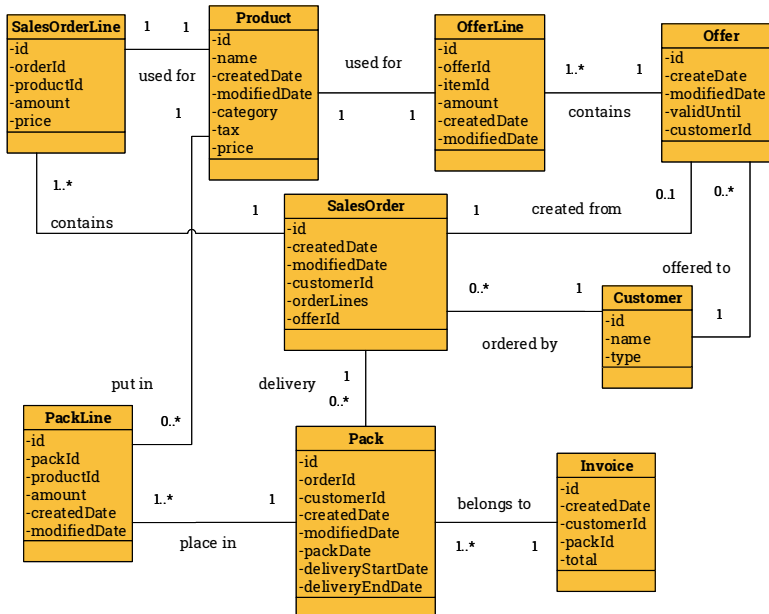 SalesOrderLine
-id
-orderId
-productId
-amount
-price
1
1
used for
Product
-id
-name
-createdDate
-modifiedDate
-category
-tax
-price
used for
1
1
OfferLine
-id
-offerId
-itemId
-amount
-createdDate
-modifiedDate
1..*
1
contains
Offer
-id
-createDate
-modifiedDate
-validUntil
-customerId
1
1..*
contains
1
SalesOrder
-id
-createdDate
-modifiedDate
-customerId
-orderLines
-offerId
1
created from
0..1
0..*
offered to
0..*
1
ordered by
Customer
-id
-name
-type
1
put in
0..*
delivery
1
0..*
PackLine
-id
-packId
-productId
-amount
-createdDate
-modifiedDate
1..*
1
place in
Pack
-id
-orderId
-customerId
-createdDate
-modifiedDate
-packDate
-deliveryStartDate
-deliveryEndDate
belongs to
1..*
1
Invoice
-id
-createdDate
-customerId
-packId
-total